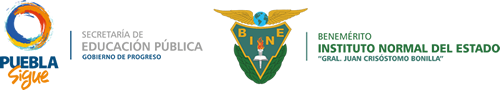 PUEBLA
Sigue
SECRETARÍA DE
EDUCACIÓN PÚBLICA
GOBIERNO DE PROGRESO
BINE
BENEMÉRITO
INSTITUTO NORMAL DEL ESTADO
"GRAL. JUAN CRISÓSTOMO BONILLA"